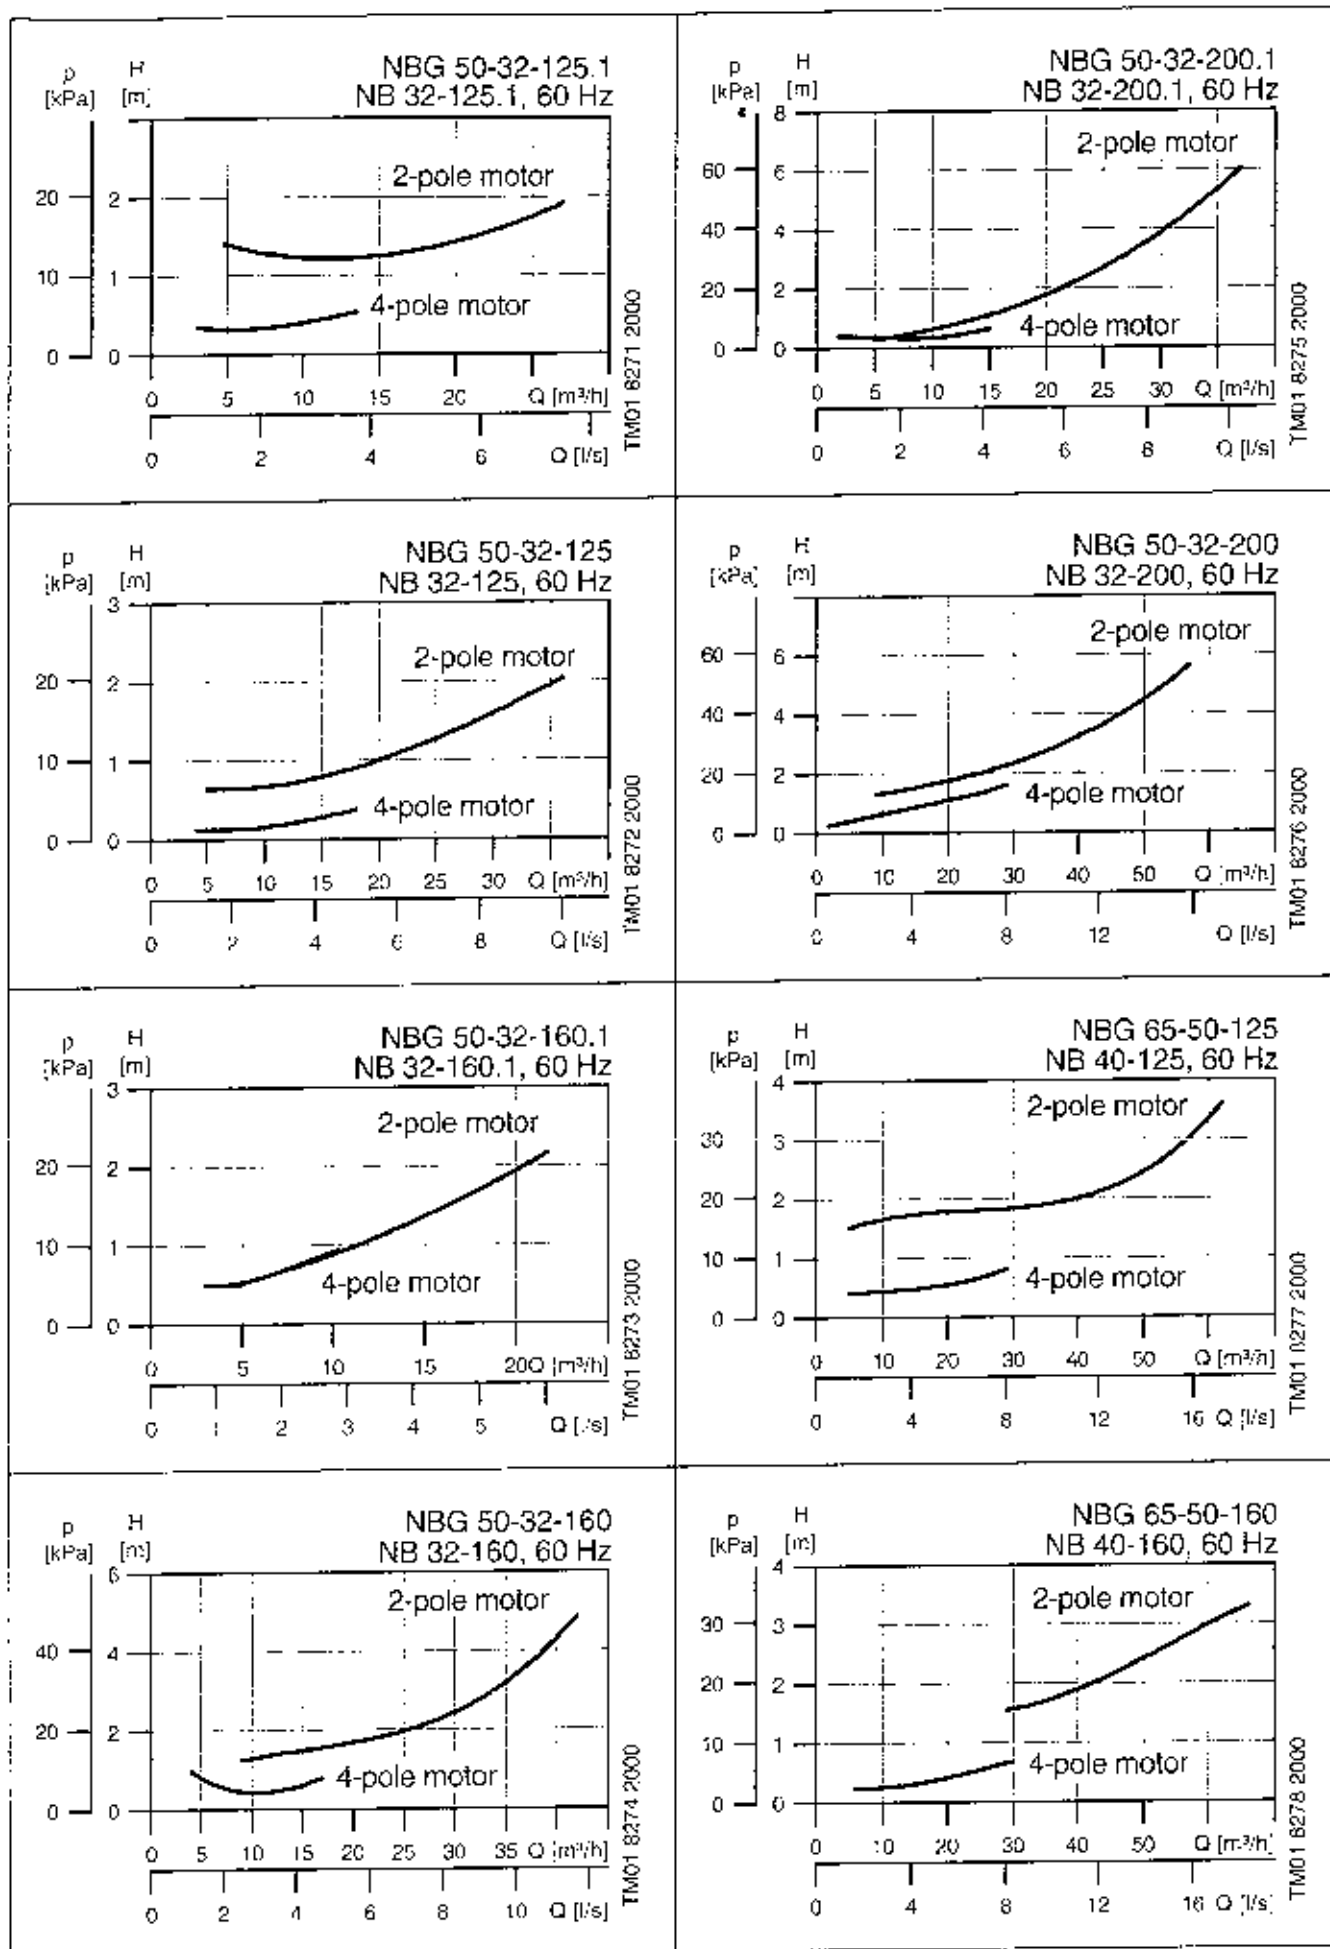 NBG 50-32-125.1
NB 32-125.1, 60 Hz
p H
[kPa] [m]
2-pole motor
20 2
10 1
4-pole motor
0 0
0 5 10 15 20 Q [m³/h]
0 2 4 6 Q [l/s]
TM01 8271 2000
NBG 50-32-200.1
NB 32-200.1, 60 Hz
p H
[kPa] [m]
8
2-pole motor
60 6
40 4
20 2
4-pole motor
0 0
0 5 10 15 20 25 30 Q [m³/h]
0 2 4 6 8 Q [l/s]
TM01 8275 2000
NBG 50-32-125
NB 32-125, 60 Hz
p H
[kPa] [m]
3
2-pole motor
20 2
10 1
4-pole motor
0 0
0 5 10 15 20 25 30 Q [m³/h]
0 2 4 6 8 Q [l/s]
TM01 8272 2000
NBG 50-32-200
NB 32-200, 60 Hz
p H
[kPa] [m]
2-pole motor
60 6
40 4
20 2
4-pole motor
0 0
0 10 20 30 40 50 Q [m³/h]
0 4 8 12 Q [l/s]
TM01 8276 2000
NBG 50-32-160.1
NB 32-160.1, 60 Hz
p H
[kPa] [m]
3
2-pole motor
20 2
10 1
4-pole motor
0 0
0 5 10 15 20 Q [m³/h]
0 1 2 3 4 5 Q [l/s]
TM01 8273 2000
NBG 65-50-125
NB 40-125, 60 Hz
p H
[kPa] [m]
4
2-pole motor
30 3
20 2
10 1
4-pole motor
0 0
0 10 20 30 40 50 Q [m³/h]
0 4 8 12 16 Q [l/s]
TM01 8277 2000
NBG 50-32-160
NB 32-160, 60 Hz
p H
[kPa] [m]
6
2-pole motor
40 4
20 2
4-pole motor
0 0
0 5 10 15 20 25 30 35 Q [m³/h]
0 2 4 6 8 10 Q [l/s]
TM01 8274 2000
NBG 65-50-160
NB 40-160, 60 Hz
p H
[kPa] [m]
4
2-pole motor
30 3
20 2
10 1
4-pole motor
0 0
0 10 20 30 40 50 Q [m³/h]
0 4 8 12 16 Q [l/s]
TM01 8278 2000